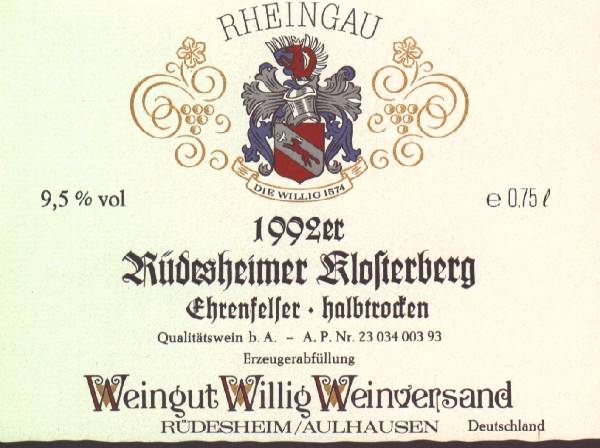 RHEINGAU
DIE WILLIG 1574
9,5 % vol
e 0,75 l
1992er
Rüdesheimer Klosterberg
Ehrenfelser · halbtrocken
Qualitätswein b. A. – A. P. Nr. 23 034 003 93
Erzeugerabfüllung
Weingut Willig Weinversand
RÜDESHEIM/AULHAUSEN Deutschland